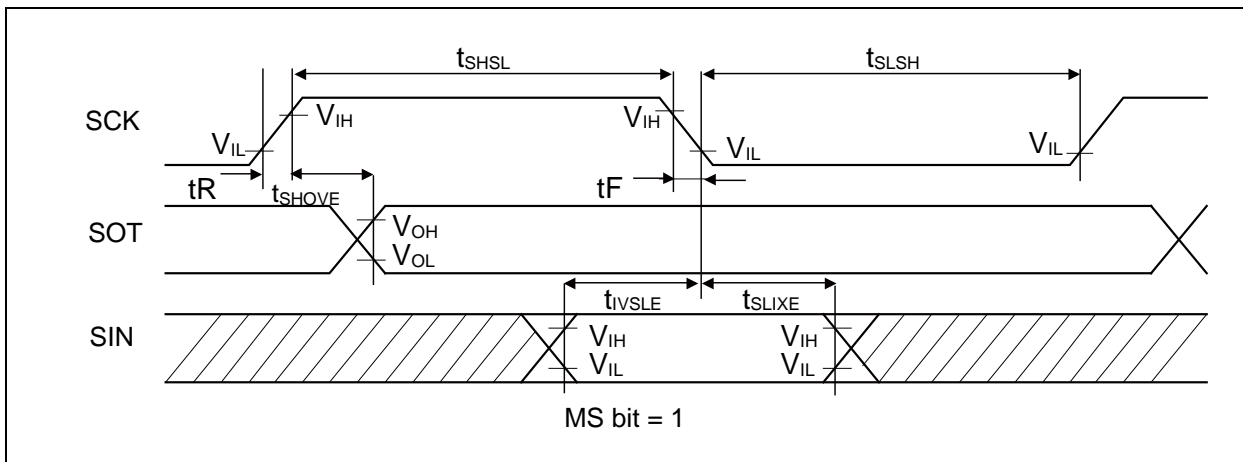 tSHSL
tSLSH
SCK
VIH
VIH
VIL
VIL
VIL
tR
tSHOVE
tF
SOT
VOH
VOL
tIVSLE
tSLIXE
SIN
VIH
VIH
VIL
VIL
MS bit = 1